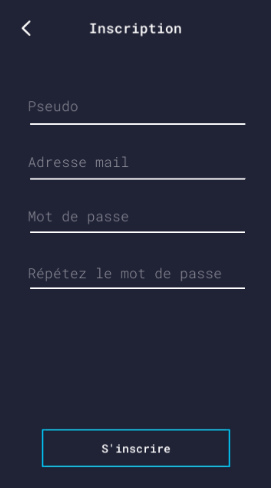 Inscription
Pseudo
Adresse mail
Mot de passe
Répétez le mot de passe
S'inscrire